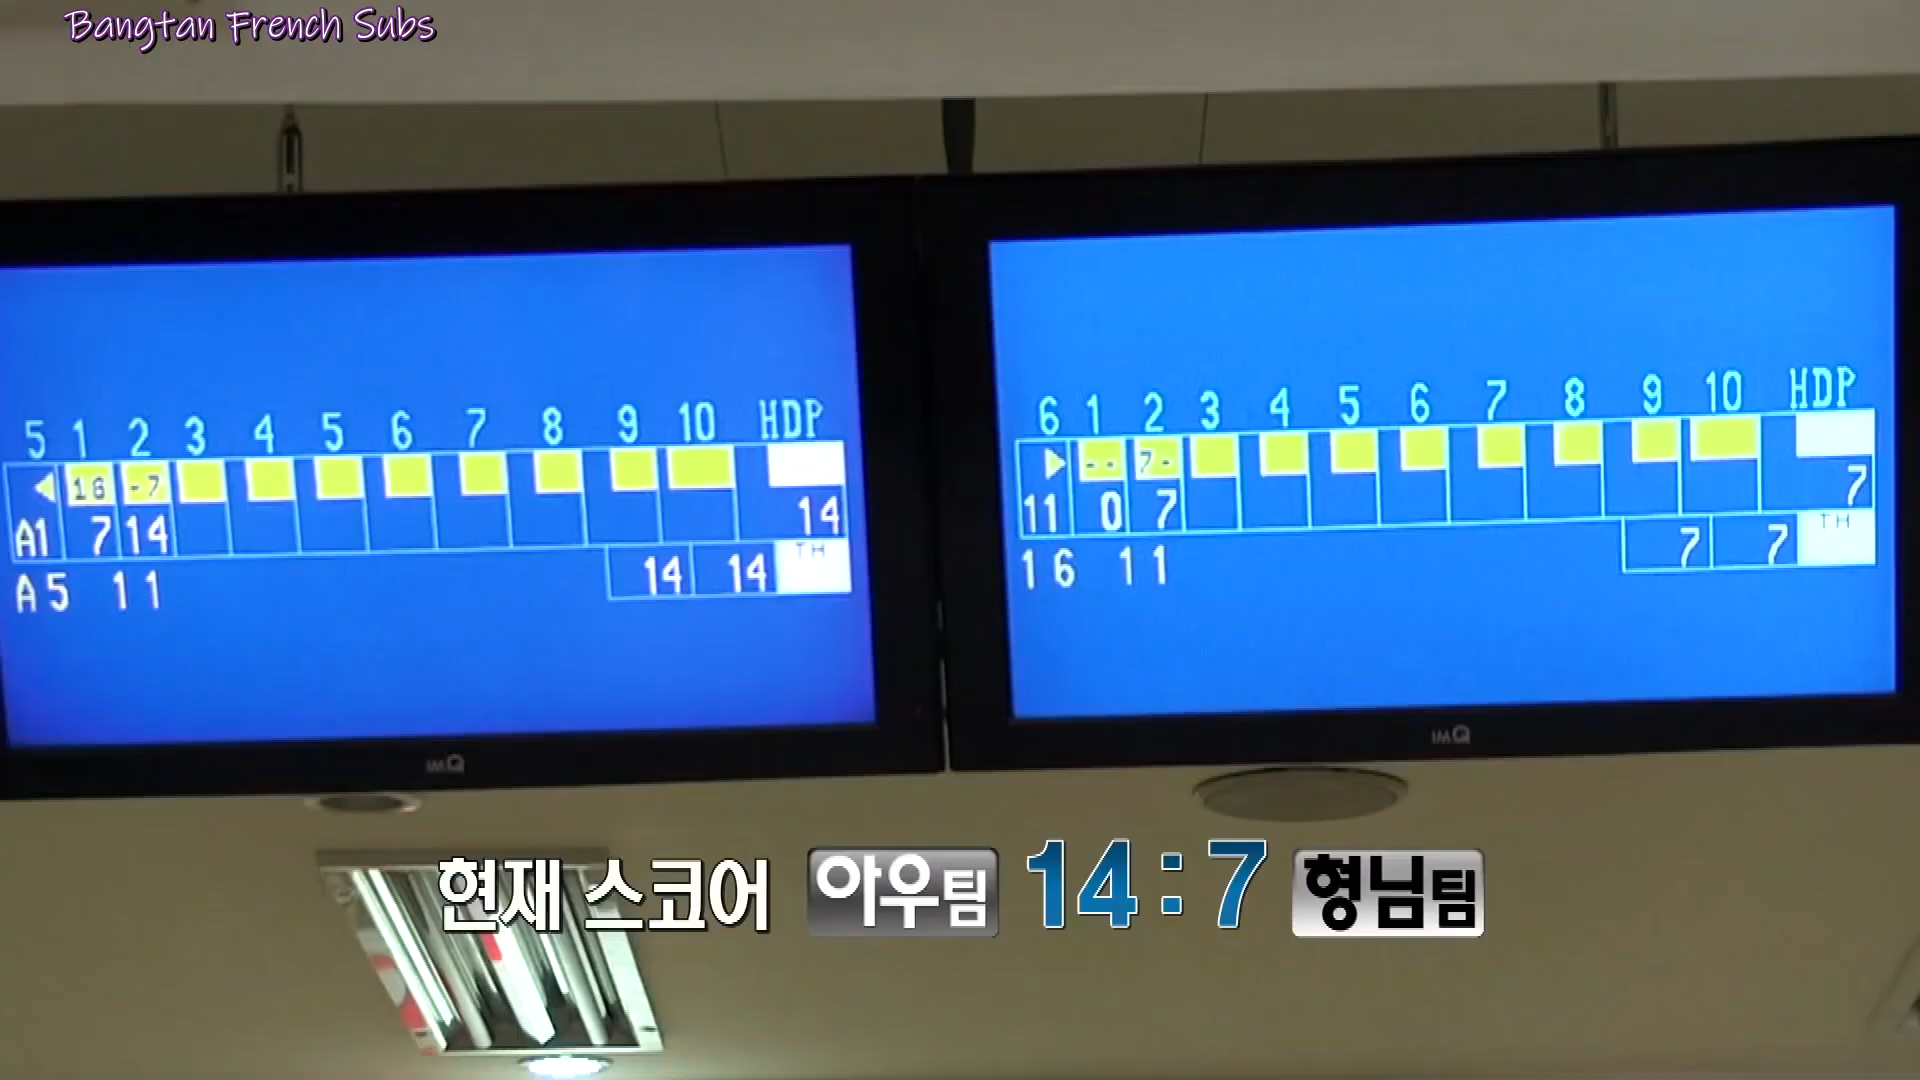 Bangtan French Subs
5 1 2 3 4 5 6 7 8 9 10 HDP
16 -7
A1 7 14 14
TH
14 14
A5 11
6 1 2 3 4 5 6 7 8 9 10 HDP
-- 7-
11 0 7 7
TH
7 7
16 11
imQ
imQ
현재 스코어 아우팀 14:7 형님팀